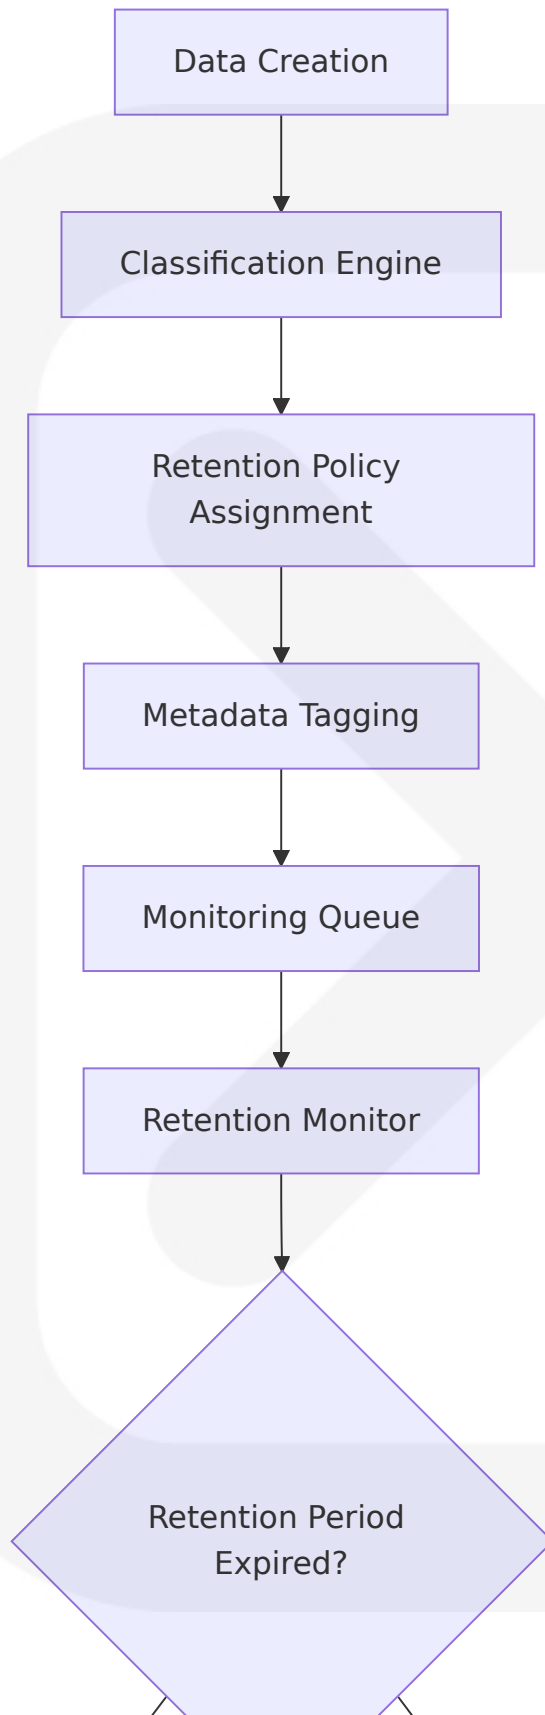 Data Creation
Classification Engine
Retention Policy
Assignment
Metadata Tagging
Monitoring Queue
Retention Monitor
Retention Period
Expired?